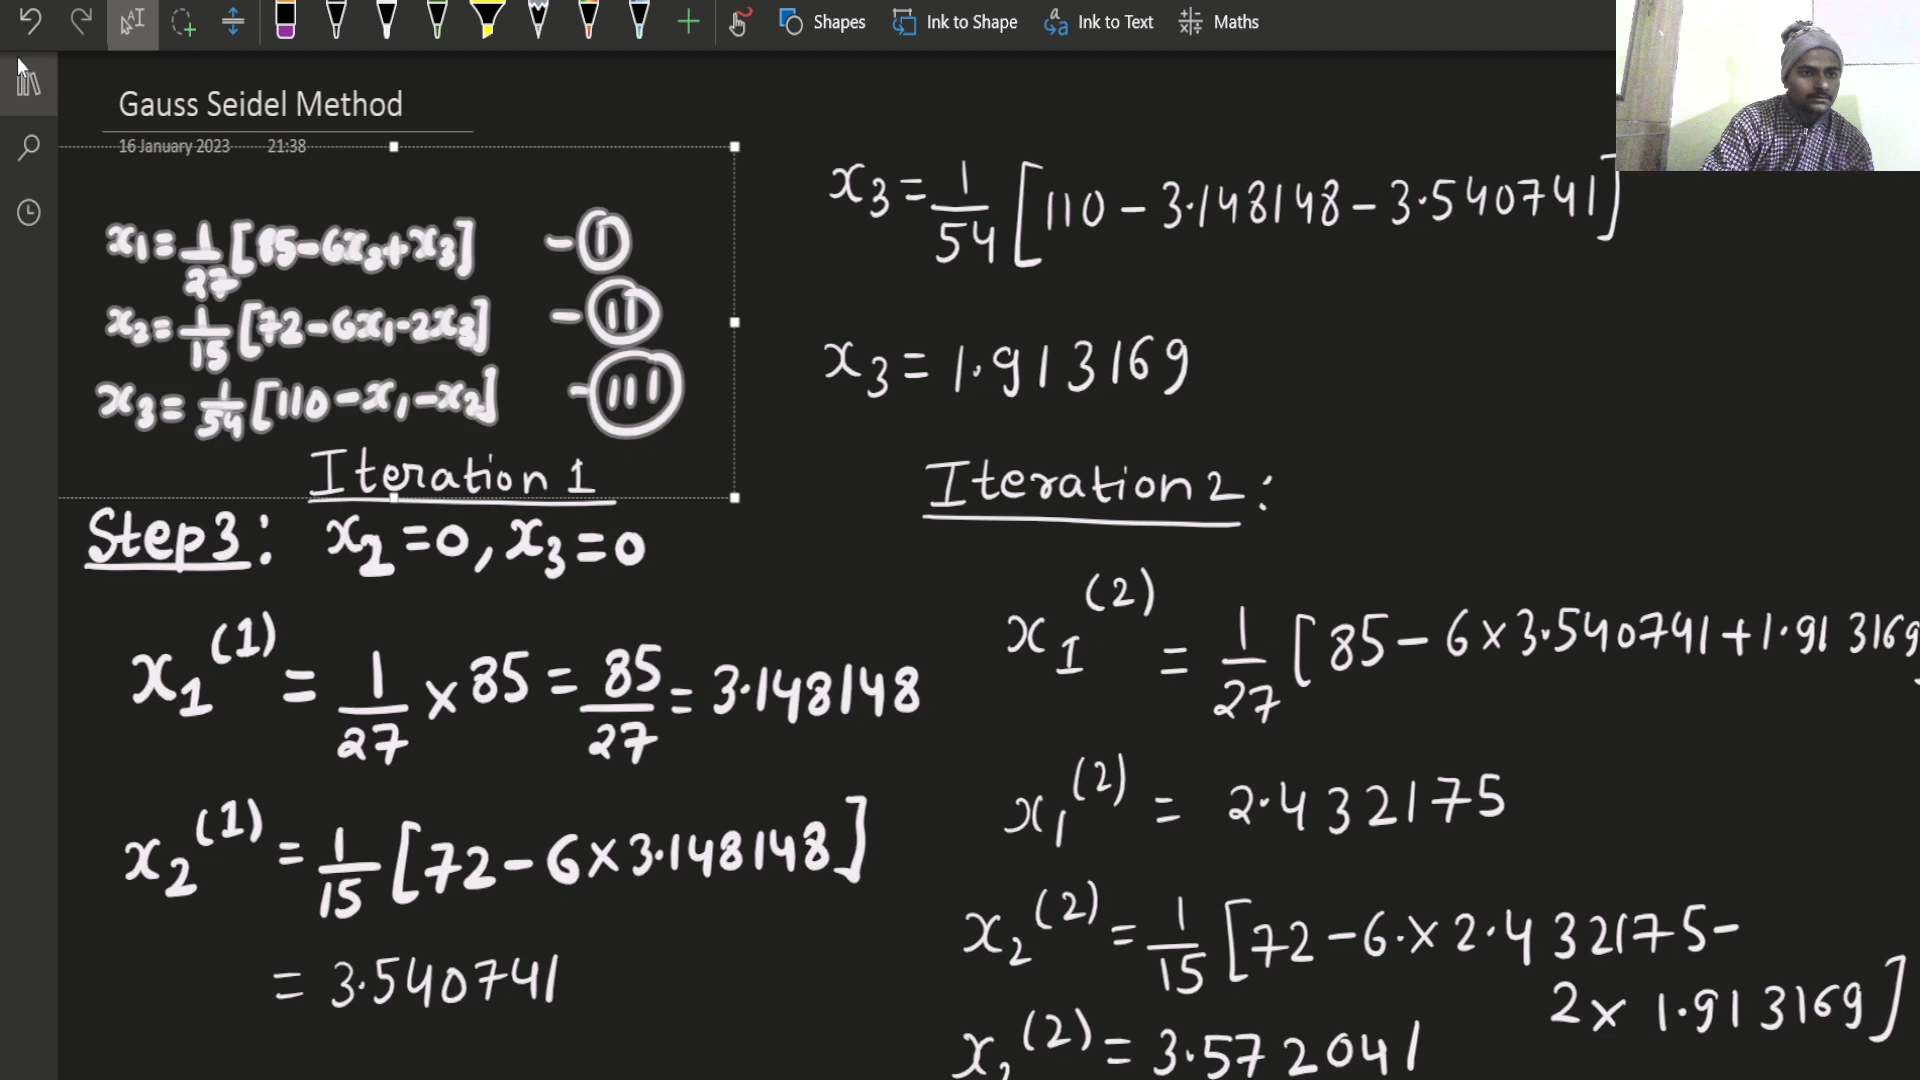 Shapes Ink to Shape Ink to Text Maths
Gauss Seidel Method
16 January 2023 21:38
x₁ = 1/27 [85-6x₂+x₃] - (I)
x₂ = 1/15 [72-6x₁-2x₃] - (II)
x₃ = 1/54 [110-x₁-x₂] - (III)
Iteration 1
Step3: x₂=0, x₃=0
x₁⁽¹⁾ = 1/27 × 85 = 85/27 = 3.148148
x₂⁽¹⁾ = 1/15 [72-6×3.148148]
= 3.540741
x₃ = 1/54 [110-3.148148-3.540741]
x₃ = 1.913169
Iteration 2:
x₁⁽²⁾ = 1/27 [85-6×3.540741+1.913169
x₁⁽²⁾ = 2.432175
x₂⁽²⁾ = 1/15 [72-6.×2.432175-
2×1.913169]
x₂⁽²⁾ = 3.572041